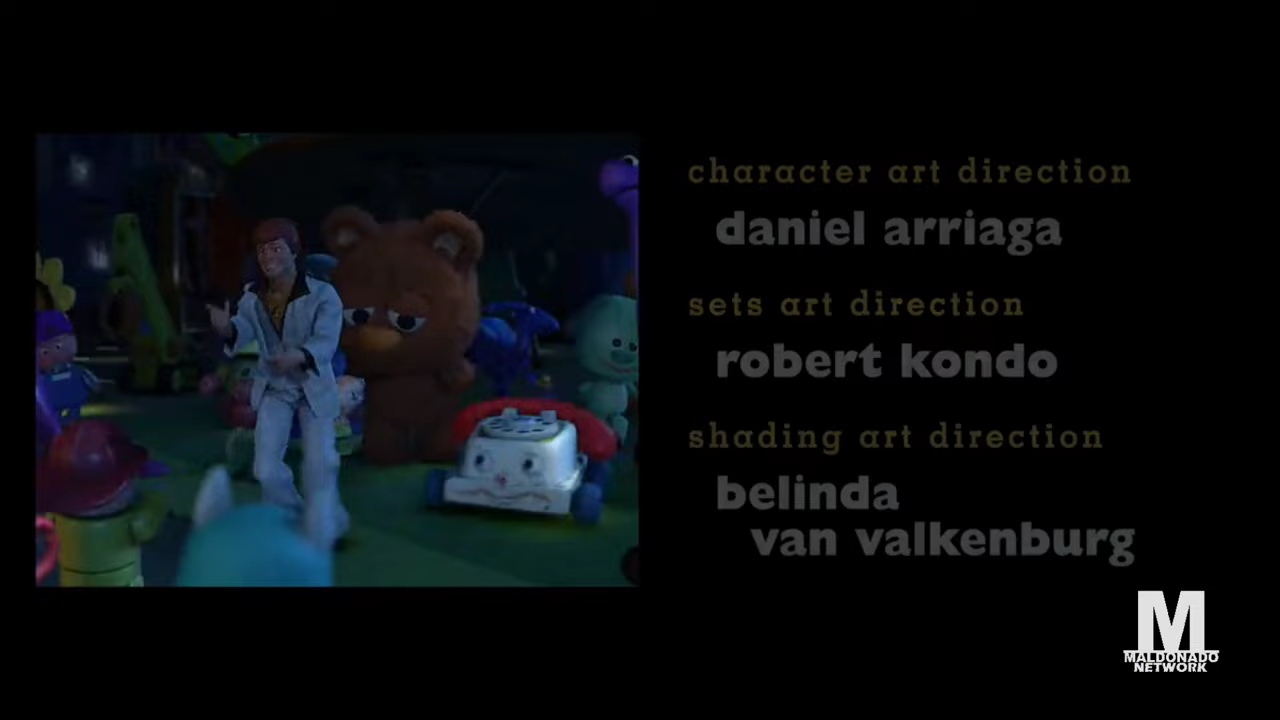 character art direction
daniel arriaga
sets art direction
robert kondo
shading art direction
belinda
van valkenburg
M
MALDONADO
NETWORK